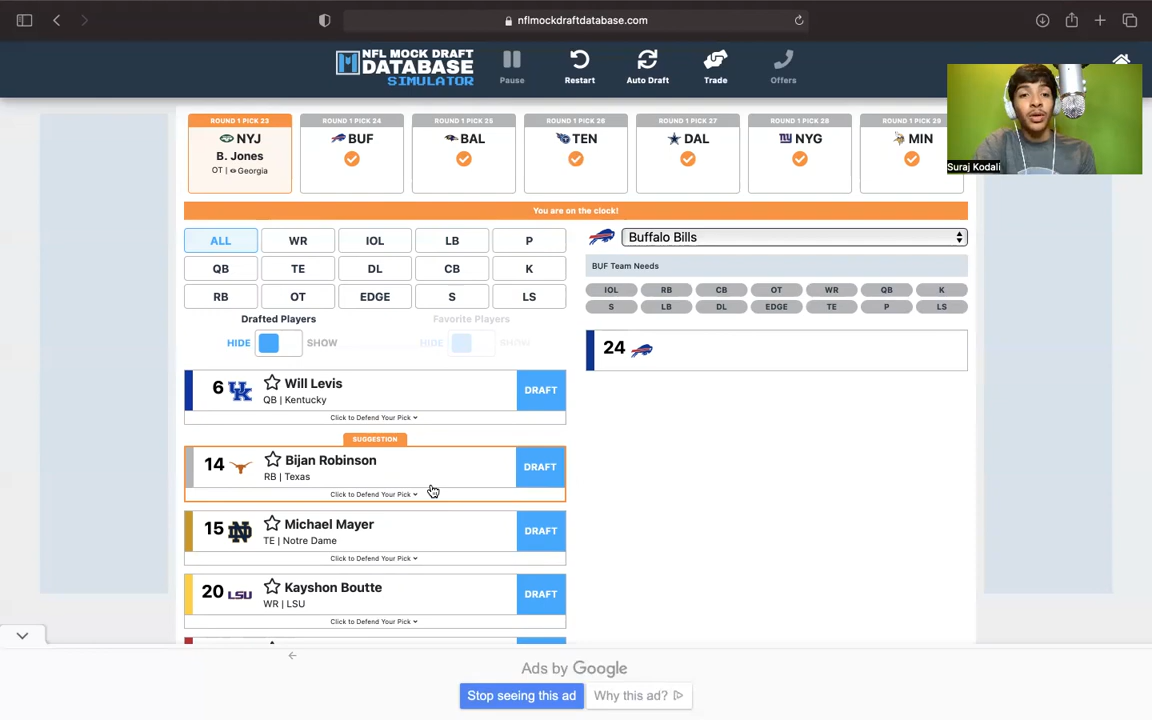 nflmockdraftdatabase.com
NFL MOCK DRAFT
DATABASE
SIMULATOR
Pause
Restart
Auto Draft
Trade
Offers
Suraj Kodali
ROUND 1 PICK 23
NYJ
B. Jones
OT | Georgia
ROUND 1 PICK 24
BUF
ROUND 1 PICK 25
BAL
ROUND 1 PICK 26
TEN
ROUND 1 PICK 27
DAL
ROUND 1 PICK 28
NYG
ROUND 1 PICK 29
MIN
You are on the clock!
ALL WR IOL LB P
QB TE DL CB K
RB OT EDGE S LS
Drafted Players Favorite Players
HIDE SHOW HIDE SHOW
6 UK Will Levis
QB | Kentucky
DRAFT
Click to Defend Your Pick
SUGGESTION
14 Bijan Robinson
RB | Texas
DRAFT
Click to Defend Your Pick
15 Michael Mayer
TE | Notre Dame
DRAFT
Click to Defend Your Pick
20 LSU Kayshon Boutte
WR | LSU
DRAFT
Click to Defend Your Pick
Buffalo Bills
BUF Team Needs
IOL RB CB OT WR QB K
S LB DL EDGE TE P LS
24
Ads by Google
Stop seeing this ad Why this ad?